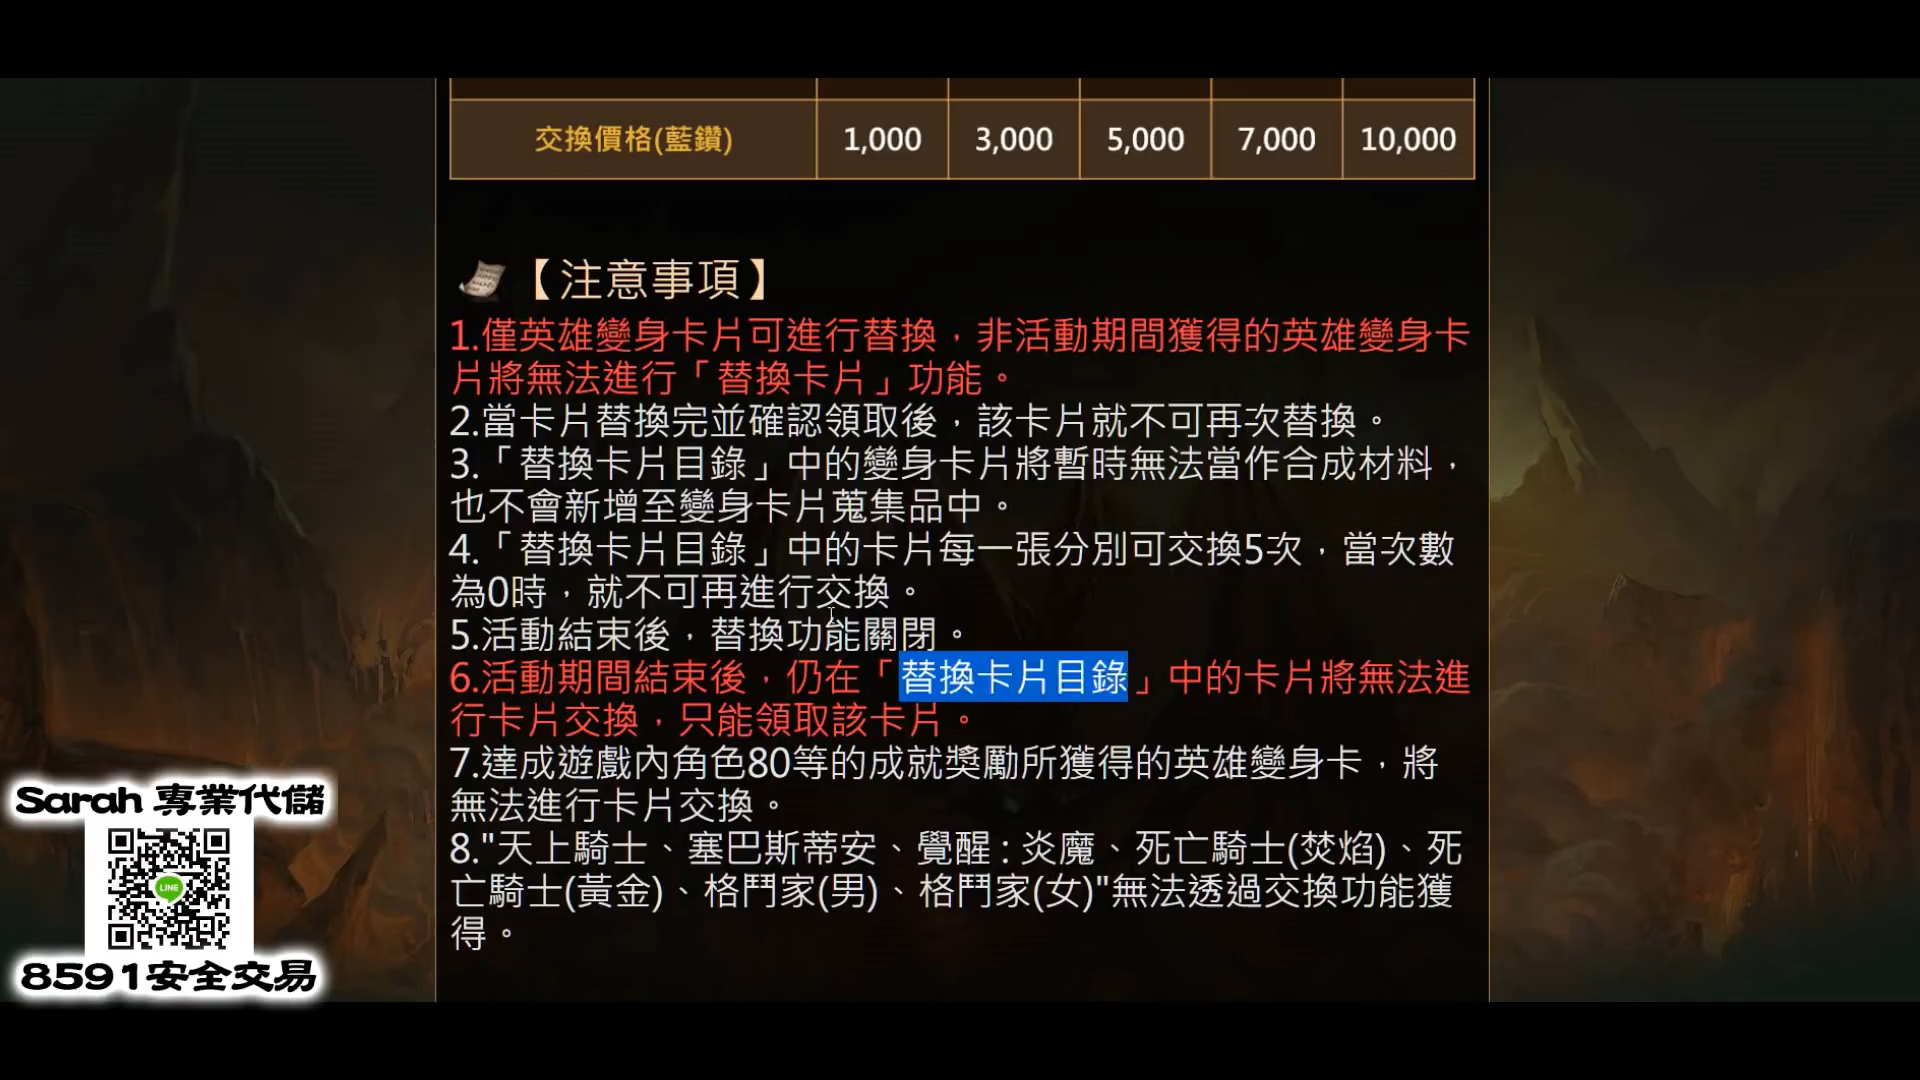 交換價格(藍鑽) 1,000 3,000 5,000 7,000 10,000
【注意事項】
1.僅英雄變身卡片可進行替換，非活動期間獲得的英雄變身卡
片將無法進行「替換卡片」功能。
2.當卡片替換完並確認領取後，該卡片就不可再次替換。
3.「替換卡片目錄」中的變身卡片將暫時無法當作合成材料，
也不會新增至變身卡片蒐集品中。
4.「替換卡片目錄」中的卡片每一張分別可交換5次，當次數
為0時，就不可再進行交換。
5.活動結束後，替換功能關閉。
6.活動期間結束後，仍在「替換卡片目錄」中的卡片將無法進
行卡片交換，只能領取該卡片。
7.達成遊戲內角色80等的成就獎勵所獲得的英雄變身卡，將
無法進行卡片交換。
8."天上騎士、塞巴斯蒂安、覺醒：炎魔、死亡騎士(焚焰)、死
亡騎士(黃金)、格鬥家(男)、格鬥家(女)"無法透過交換功能獲
得。
Sarah 專業代儲
LINE
8591安全交易